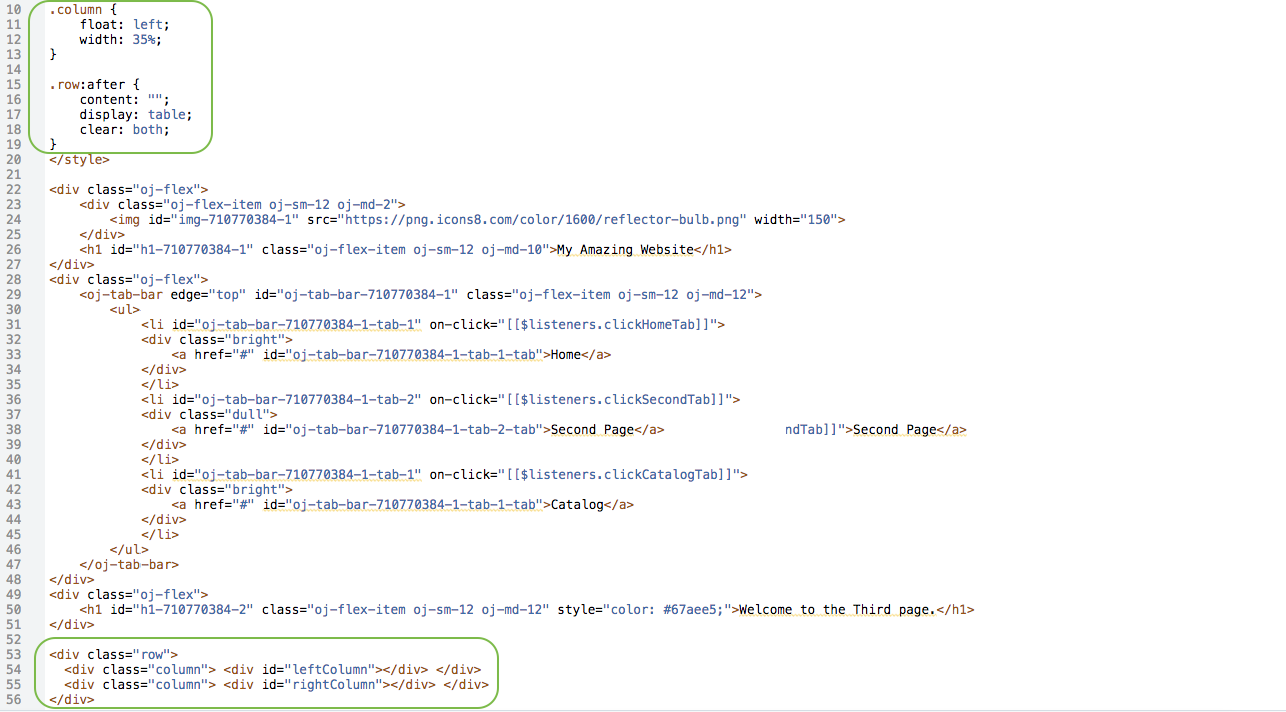 10 .column {
11     float: left;
12     width: 35%;
13 }
14
15 .row:after {
16     content: "";
17     display: table;
18     clear: both;
19 }
20 </style>
21
22 <div class="oj-flex">
23     <div class="oj-flex-item oj-sm-12 oj-md-2">
24         <img id="img-710770384-1" src="https://png.icons8.com/color/1600/reflector-bulb.png" width="150">
25     </div>
26     <h1 id="h1-710770384-1" class="oj-flex-item oj-sm-12 oj-md-10">My Amazing Website</h1>
27 </div>
28 <div class="oj-flex">
29     <oj-tab-bar edge="top" id="oj-tab-bar-710770384-1" class="oj-flex-item oj-sm-12 oj-md-12">
30         <ul>
31             <li id="oj-tab-bar-710770384-1-tab-1" on-click="[[$listeners.clickHomeTab]]">
32             <div class="bright">
33                 <a href="#" id="oj-tab-bar-710770384-1-tab-1-tab">Home</a>
34             </div>
35             </li>
36             <li id="oj-tab-bar-710770384-1-tab-2" on-click="[[$listeners.clickSecondTab]]">
37             <div class="dull">
38                 <a href="#" id="oj-tab-bar-710770384-1-tab-2-tab">Second Page</a>                ndTab]]">Second Page</a>
39             </div>
40             </li>
41             <li id="oj-tab-bar-710770384-1-tab-1" on-click="[[$listeners.clickCatalogTab]]">
42             <div class="bright">
43                 <a href="#" id="oj-tab-bar-710770384-1-tab-1-tab">Catalog</a>
44             </div>
45             </li>
46         </ul>
47     </oj-tab-bar>
48 </div>
49 <div class="oj-flex">
50     <h1 id="h1-710770384-2" class="oj-flex-item oj-sm-12 oj-md-12" style="color: #67aee5;">Welcome to the Third page.</h1>
51 </div>
52
53 <div class="row">
54   <div class="column"> <div id="leftColumn"></div> </div>
55   <div class="column"> <div id="rightColumn"></div> </div>
56 </div>